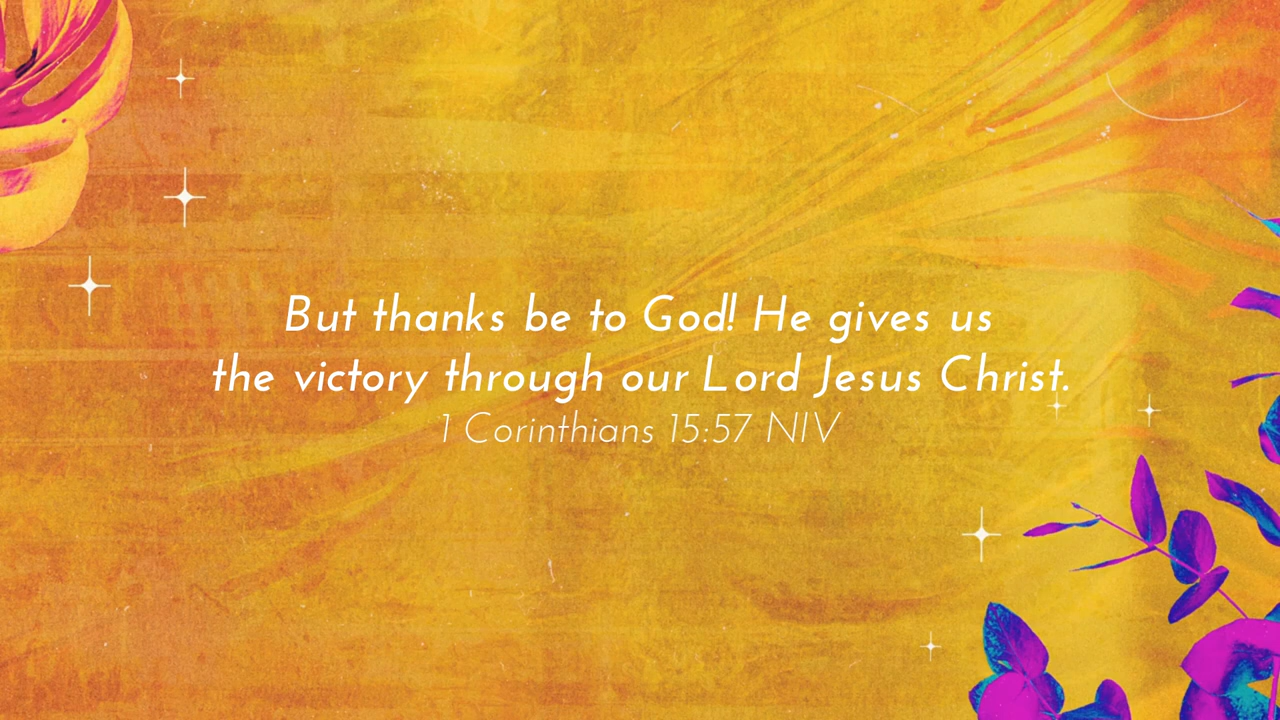 But thanks be to God! He gives us
the victory through our Lord Jesus Christ.
1 Corinthians 15:57 NIV